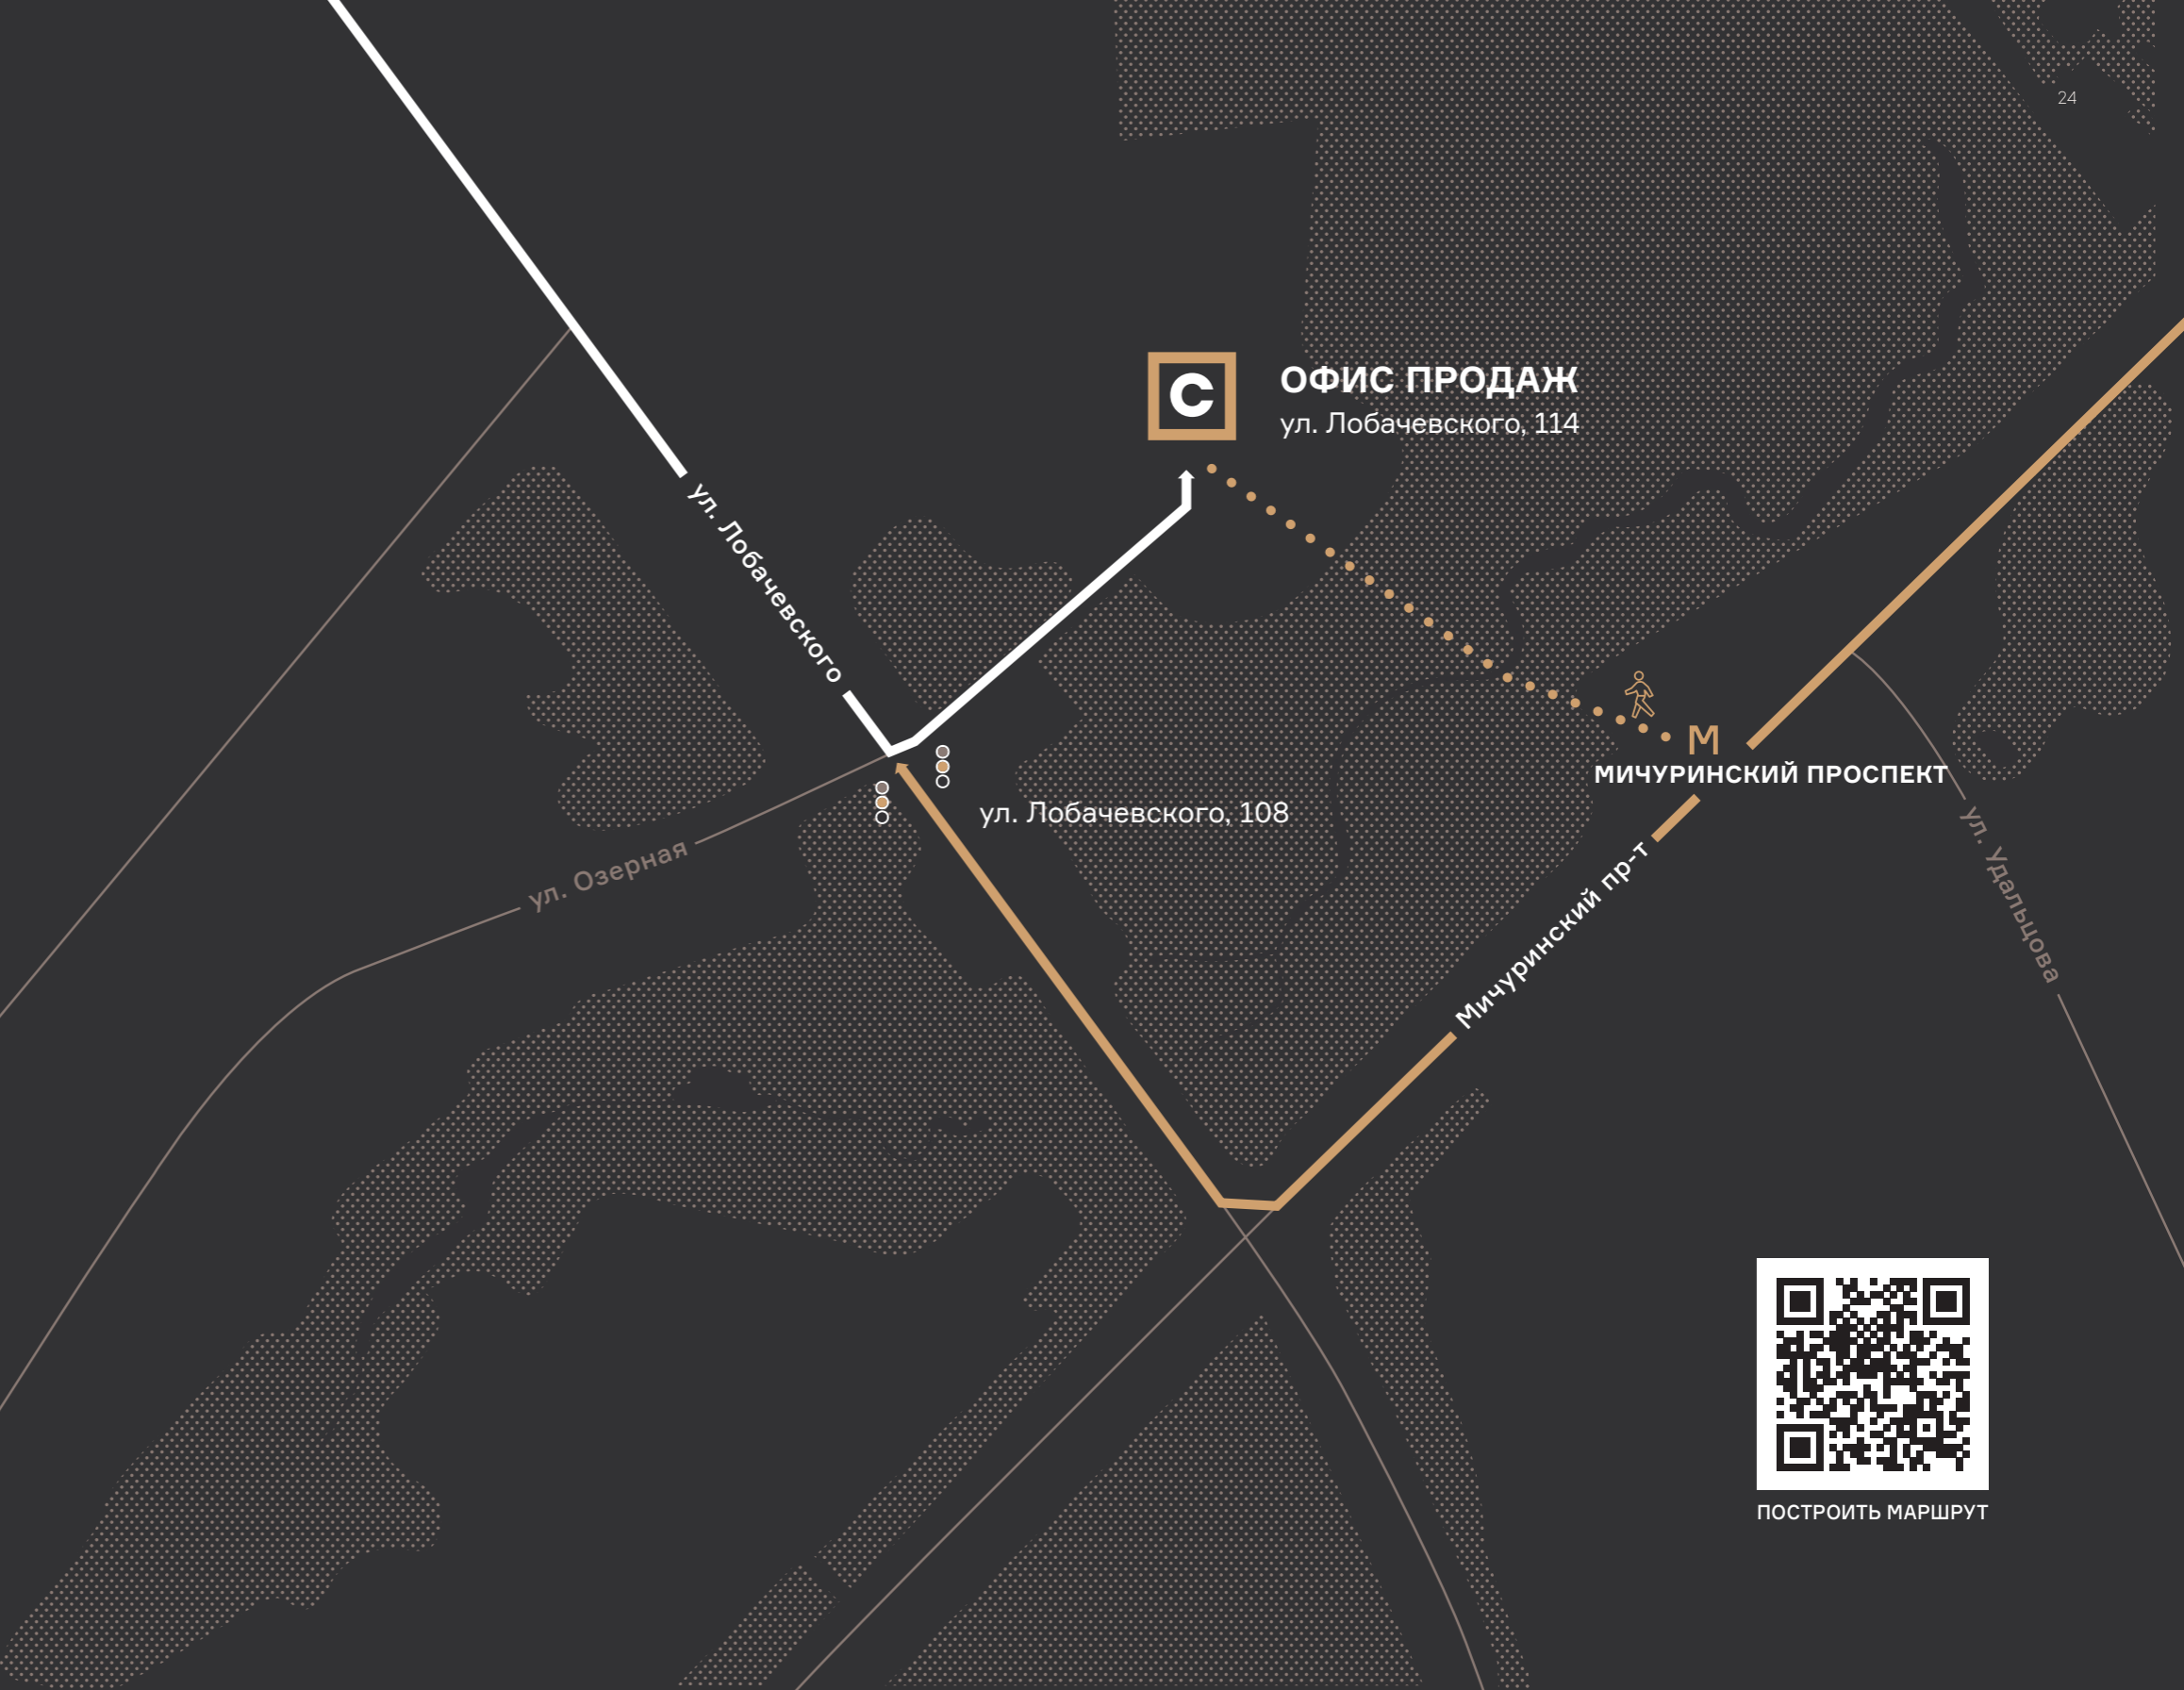 24
С
ОФИС ПРОДАЖ
ул. Лобачевского, 114
ул. Лобачевского
М
МИЧУРИНСКИЙ ПРОСПЕКТ
ул. Лобачевского, 108
ул. Озерная
Мичуринский пр-т
ул. Удальцова
ПОСТРОИТЬ МАРШРУТ